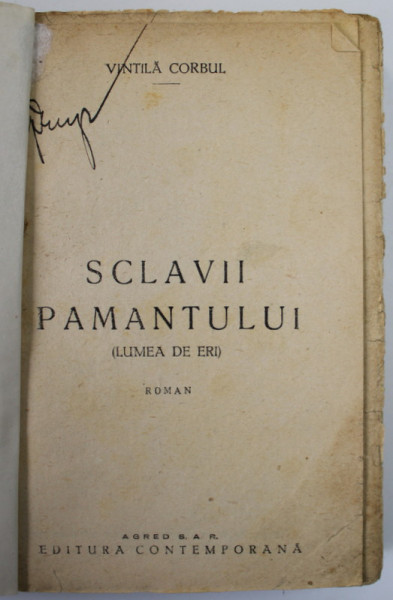 VINTILĂ CORBUL
SCLAVII
PAMANTULUI
(LUMEA DE ERI)
ROMAN
AGRED S. A. R.
EDITURA CONTEMPORANĂ